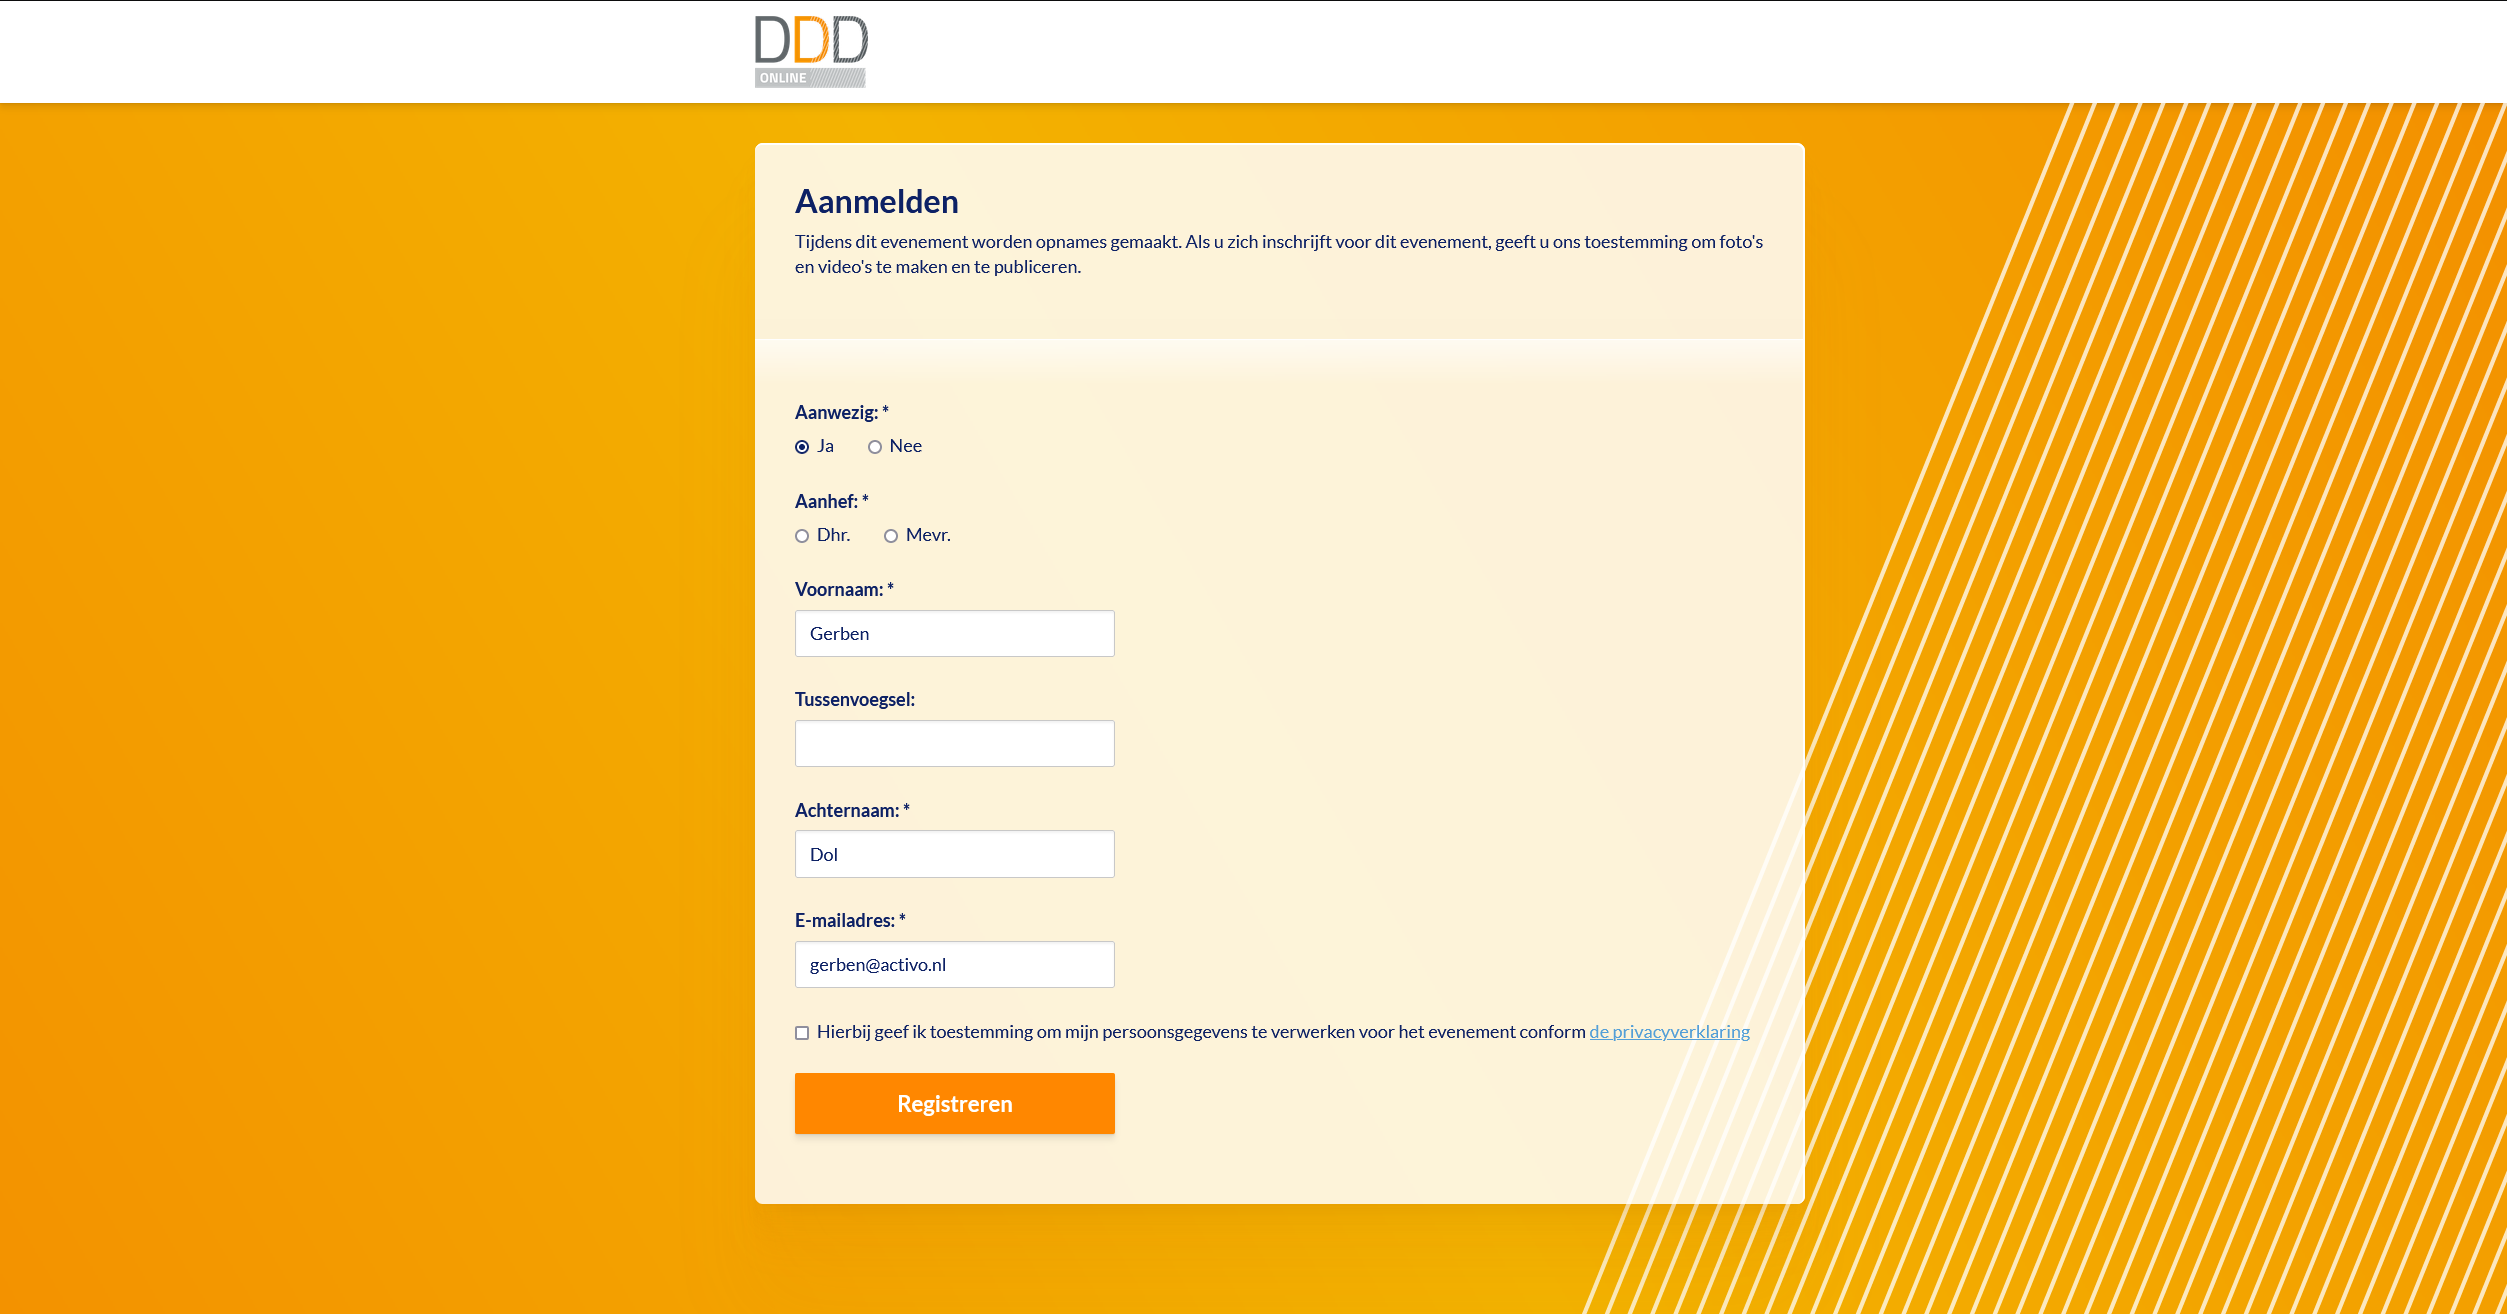 DDD
ONLINE
Aanmelden
Tijdens dit evenement worden opnames gemaakt. Als u zich inschrijft voor dit evenement, geeft u ons toestemming om foto's
en video's te maken en te publiceren.
Aanwezig: *
Ja Nee
Aanhef: *
Dhr. Mevr.
Voornaam: *
Gerben
Tussenvoegsel:
Achternaam: *
Dol
E-mailadres: *
gerben@activo.nl
Hierbij geef ik toestemming om mijn persoonsgegevens te verwerken voor het evenement conform de privacyverklaring
Registreren